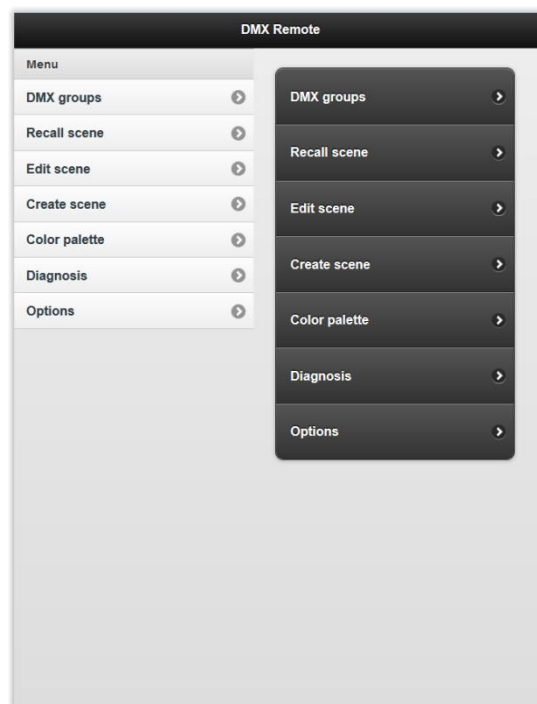 DMX Remote
Menu
DMX groups
Recall scene
Edit scene
Create scene
Color palette
Diagnosis
Options
DMX groups
Recall scene
Edit scene
Create scene
Color palette
Diagnosis
Options